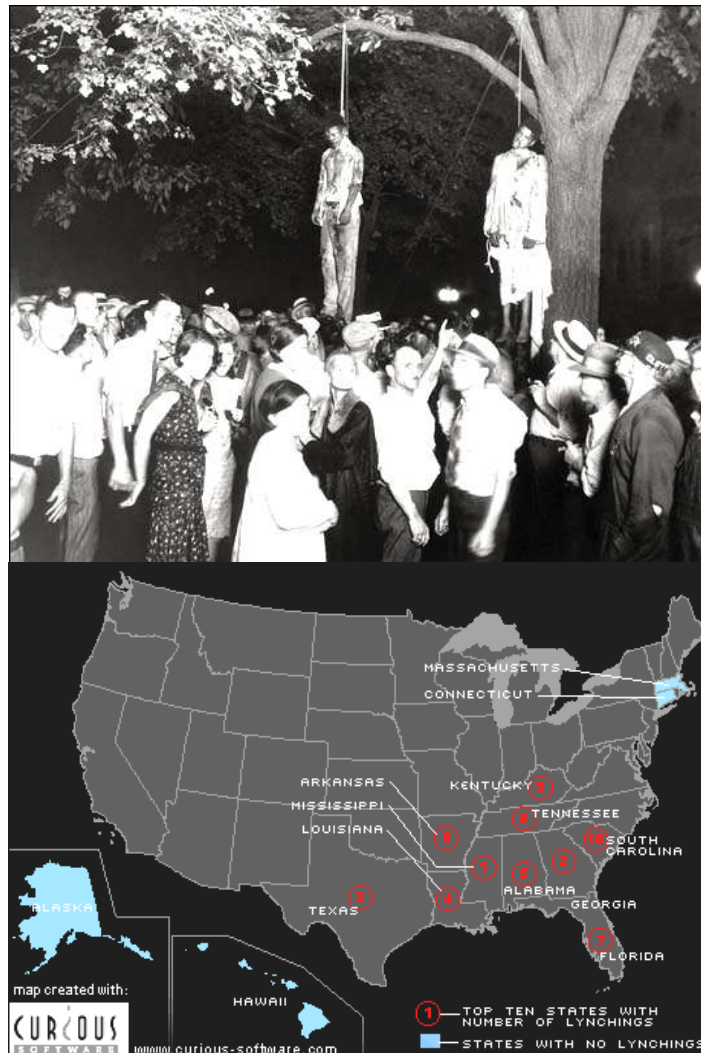 MASSACHUSETTS
CONNECTICUT
ARKANSAS
KENTUCKY
9
MISSISSIPPI
8
TENNESSEE
LOUISIANA
6
10
SOUTH
CAROLINA
1
2
3
4
5
ALABAMA
TEXAS
GEORGIA
ALASKA
7
FLORIDA
HAWAII
map created with:
CURIOUS
SOFTWARE
www.curious-software.com
1 TOP TEN STATES WITH
NUMBER OF LYNCHINGS
STATES WITH NO LYNCHINGS